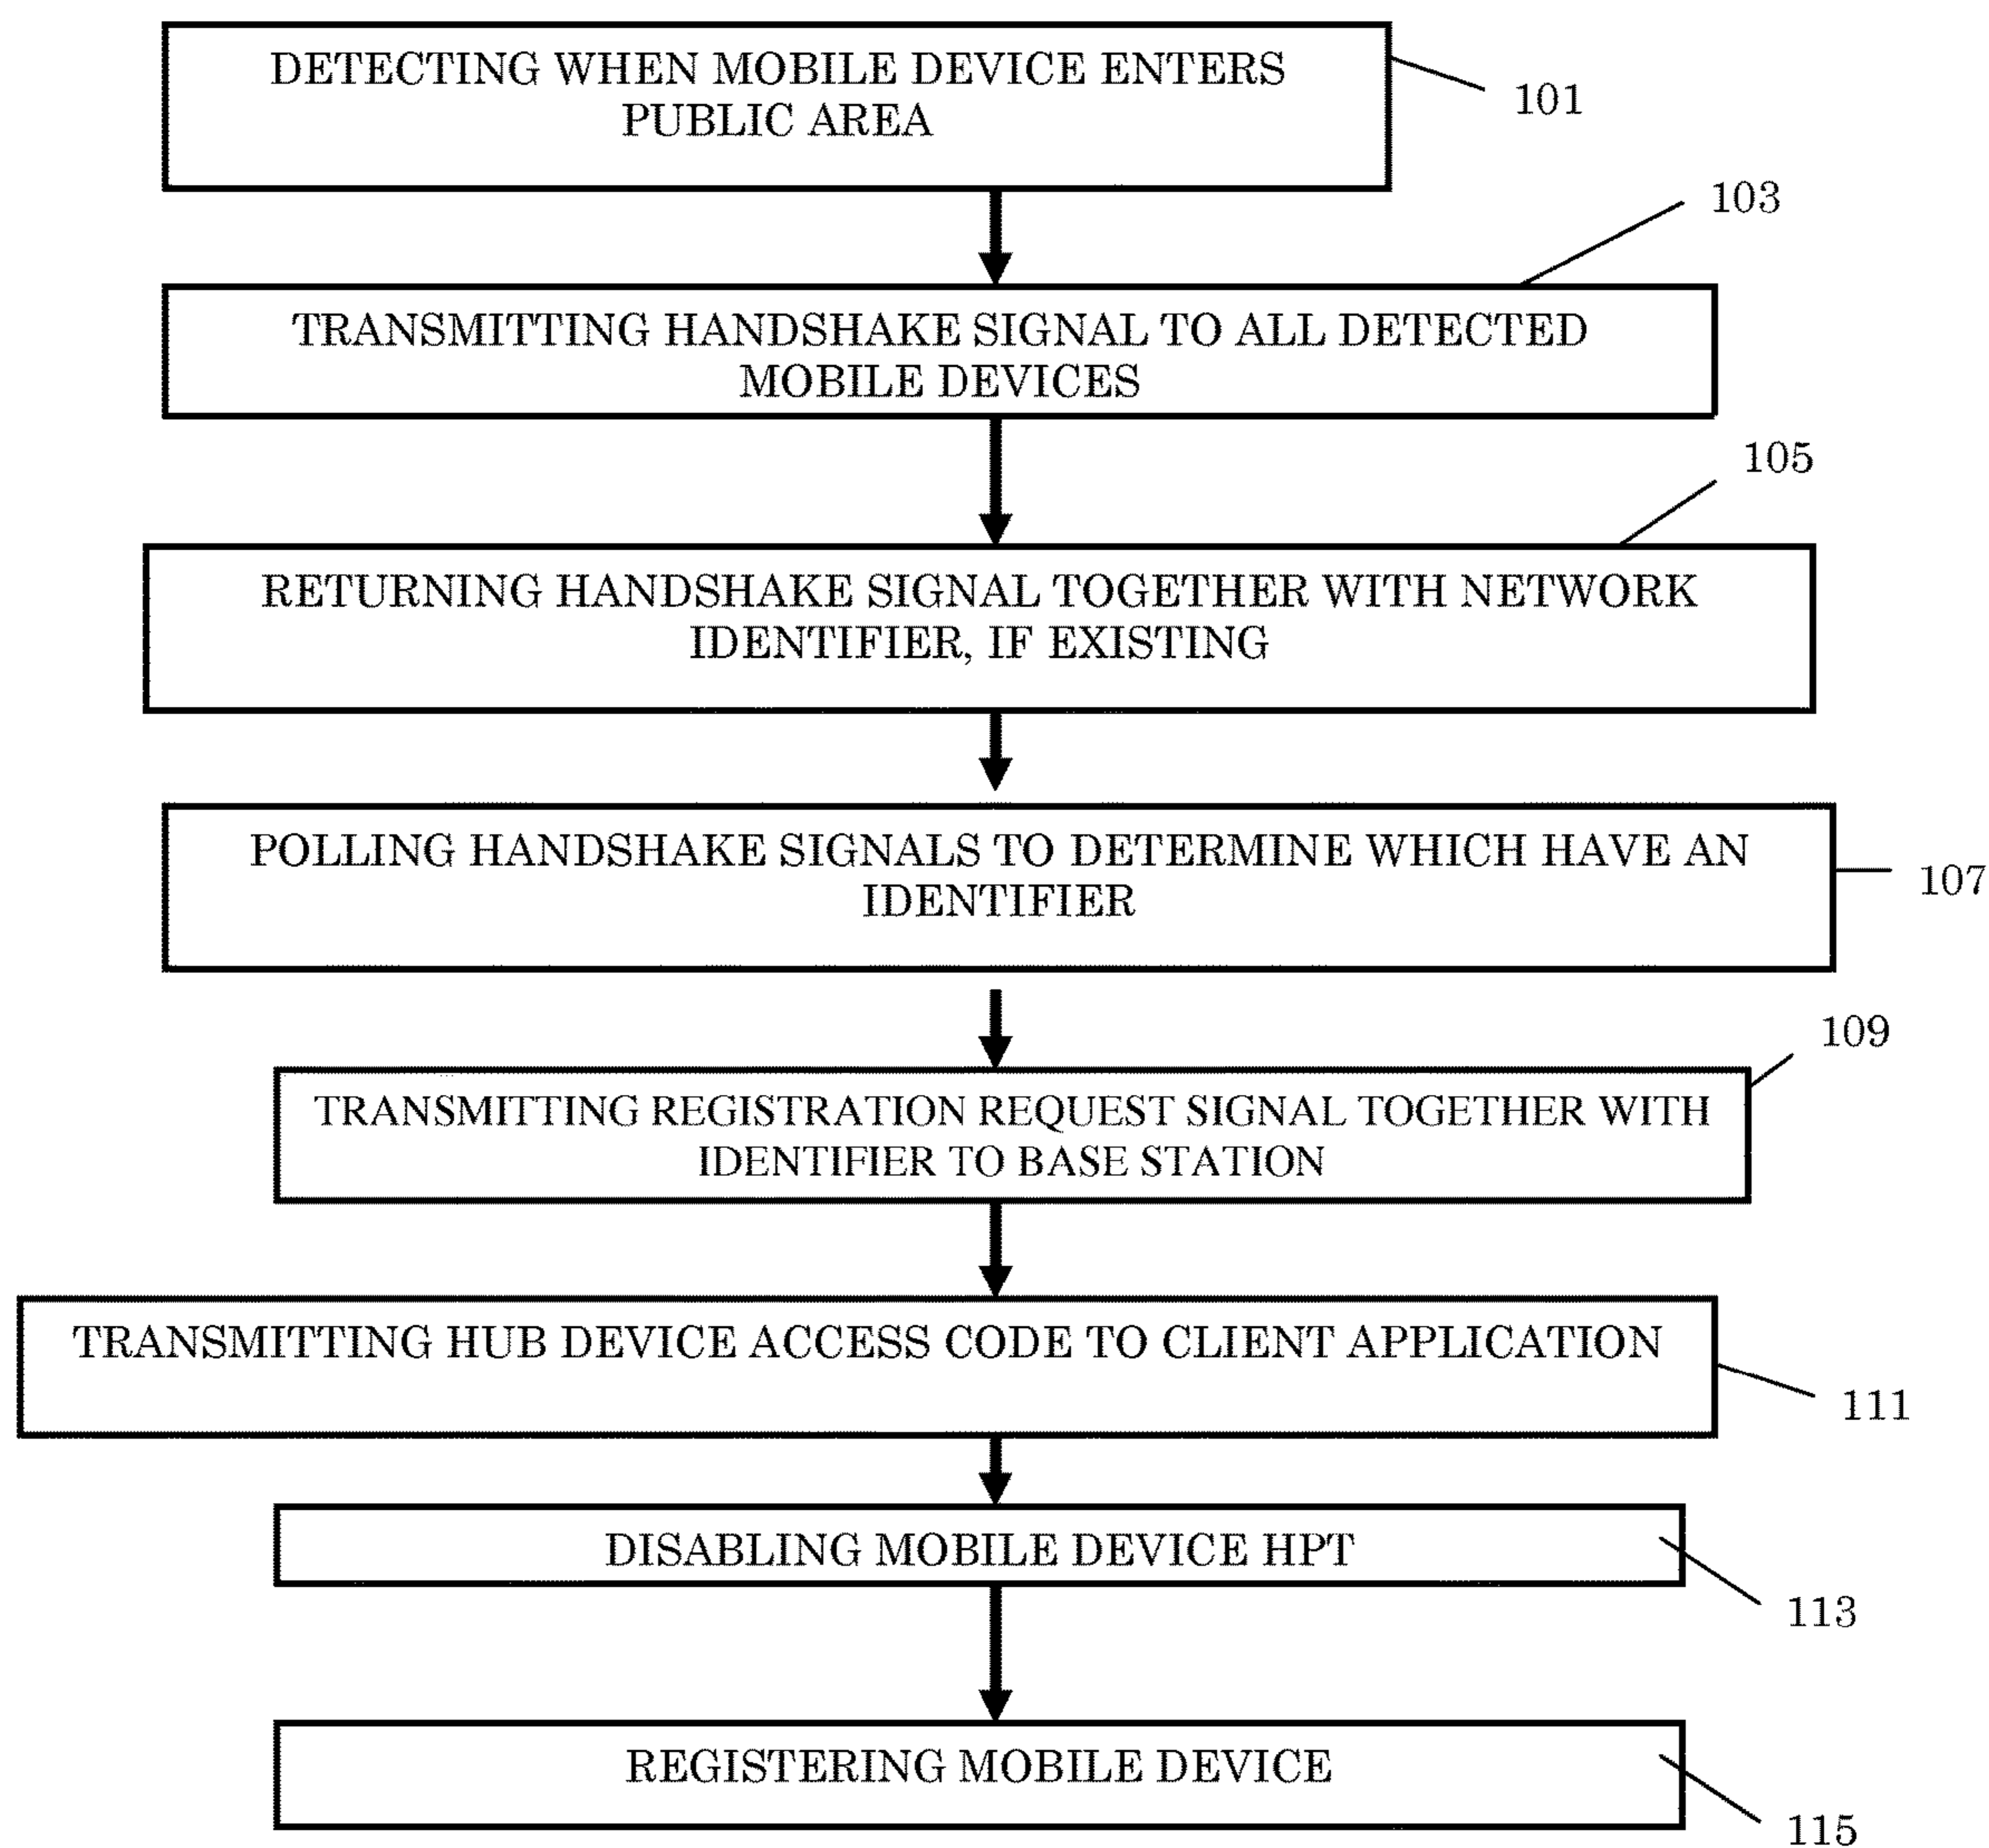 DETECTING WHEN MOBILE DEVICE ENTERS
PUBLIC AREA
101
103
TRANSMITTING HANDSHAKE SIGNAL TO ALL DETECTED
MOBILE DEVICES
105
RETURNING HANDSHAKE SIGNAL TOGETHER WITH NETWORK
IDENTIFIER, IF EXISTING
POLLING HANDSHAKE SIGNALS TO DETERMINE WHICH HAVE AN
IDENTIFIER
107
109
TRANSMITTING REGISTRATION REQUEST SIGNAL TOGETHER WITH
IDENTIFIER TO BASE STATION
TRANSMITTING HUB DEVICE ACCESS CODE TO CLIENT APPLICATION
111
DISABLING MOBILE DEVICE HPT
113
REGISTERING MOBILE DEVICE
115